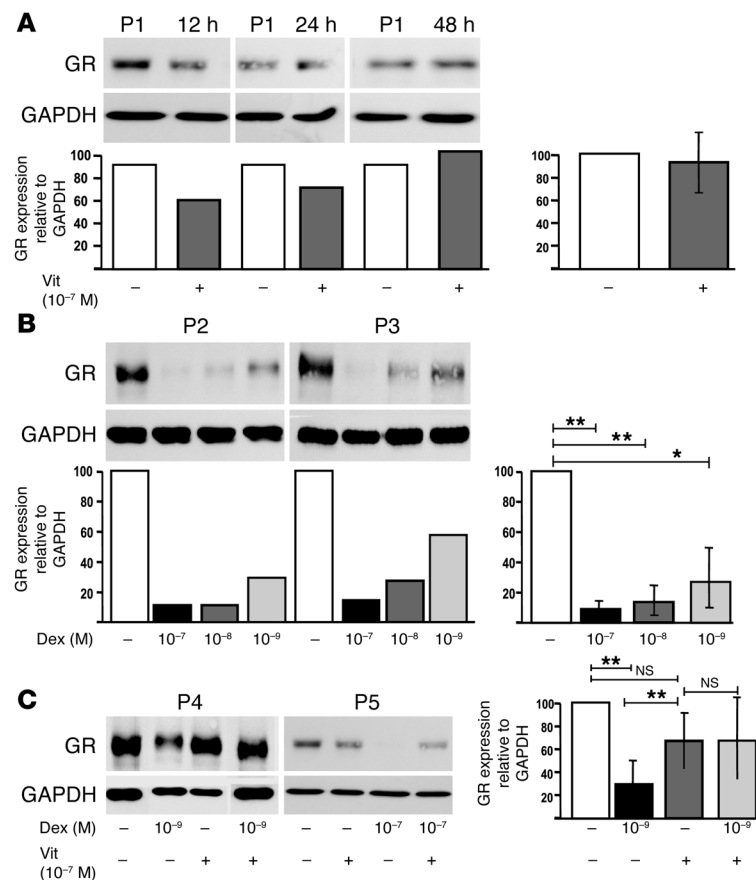 A
P1 12 h P1 24 h P1 48 h
GR
GAPDH
GR expression
relative to
GAPDH
100
80
60
40
20
100
80
60
40
20
Vit
(10⁻⁷ M)
– + – + – +
– +
B
P2 P3
GR
GAPDH
** 
**
*
GR expression
relative to
GAPDH
100
80
60
40
20
100
80
60
40
20
Dex (M) – 10⁻⁷ 10⁻⁸ 10⁻⁹ – 10⁻⁷ 10⁻⁸ 10⁻⁹
– 10⁻⁷ 10⁻⁸ 10⁻⁹
C
P4 P5
GR
GAPDH
Dex (M) – 10⁻⁹ – 10⁻⁹ – – 10⁻⁷ 10⁻⁷
Vit
(10⁻⁷ M)
– – + + – + – +
**
NS
**
NS
GR expression
relative to
GAPDH
100
80
60
40
20
– 10⁻⁹ – 10⁻⁹
– – + +